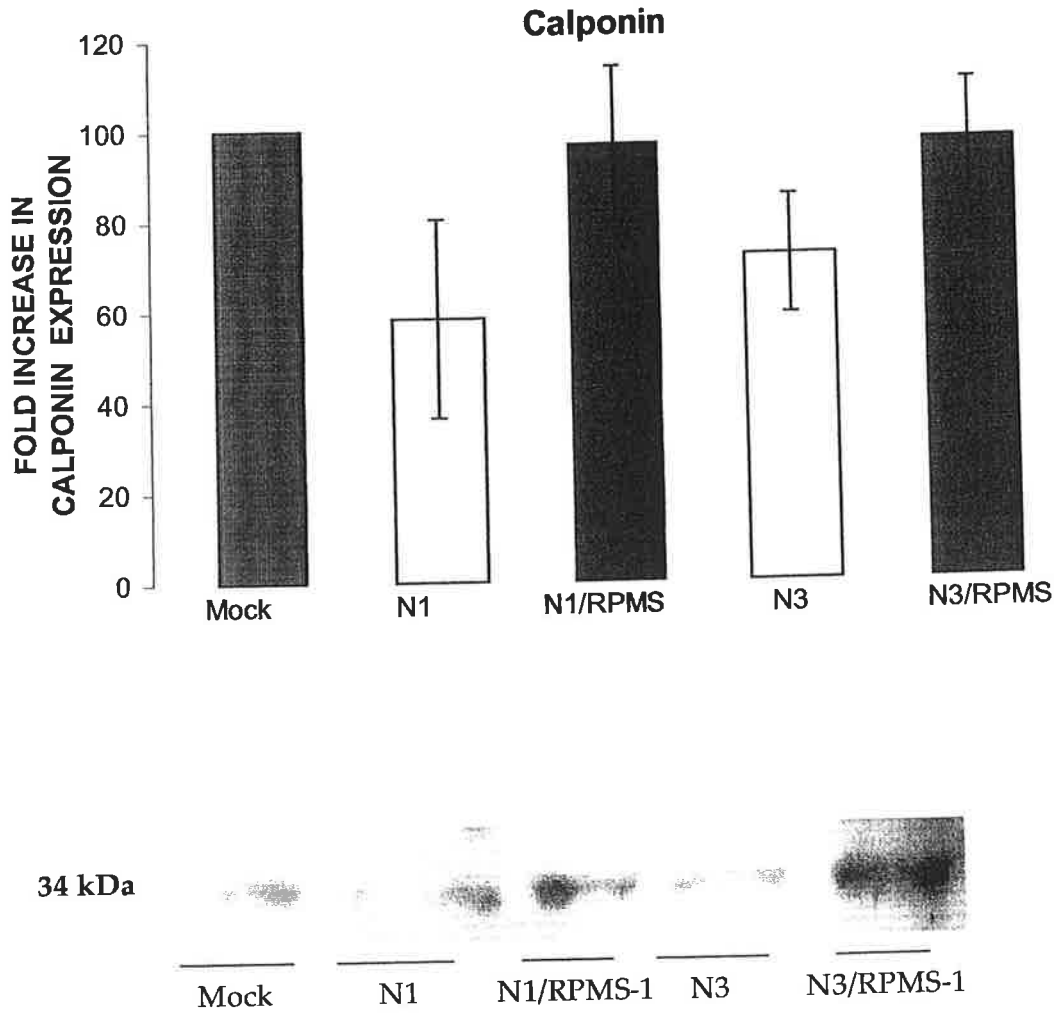 Calponin
FOLD INCREASE IN
CALPONIN EXPRESSION
120
100
80
60
40
20
0
Mock
N1
N1/RPMS
N3
N3/RPMS
34 kDa
Mock
N1
N1/RPMS-1
N3
N3/RPMS-1